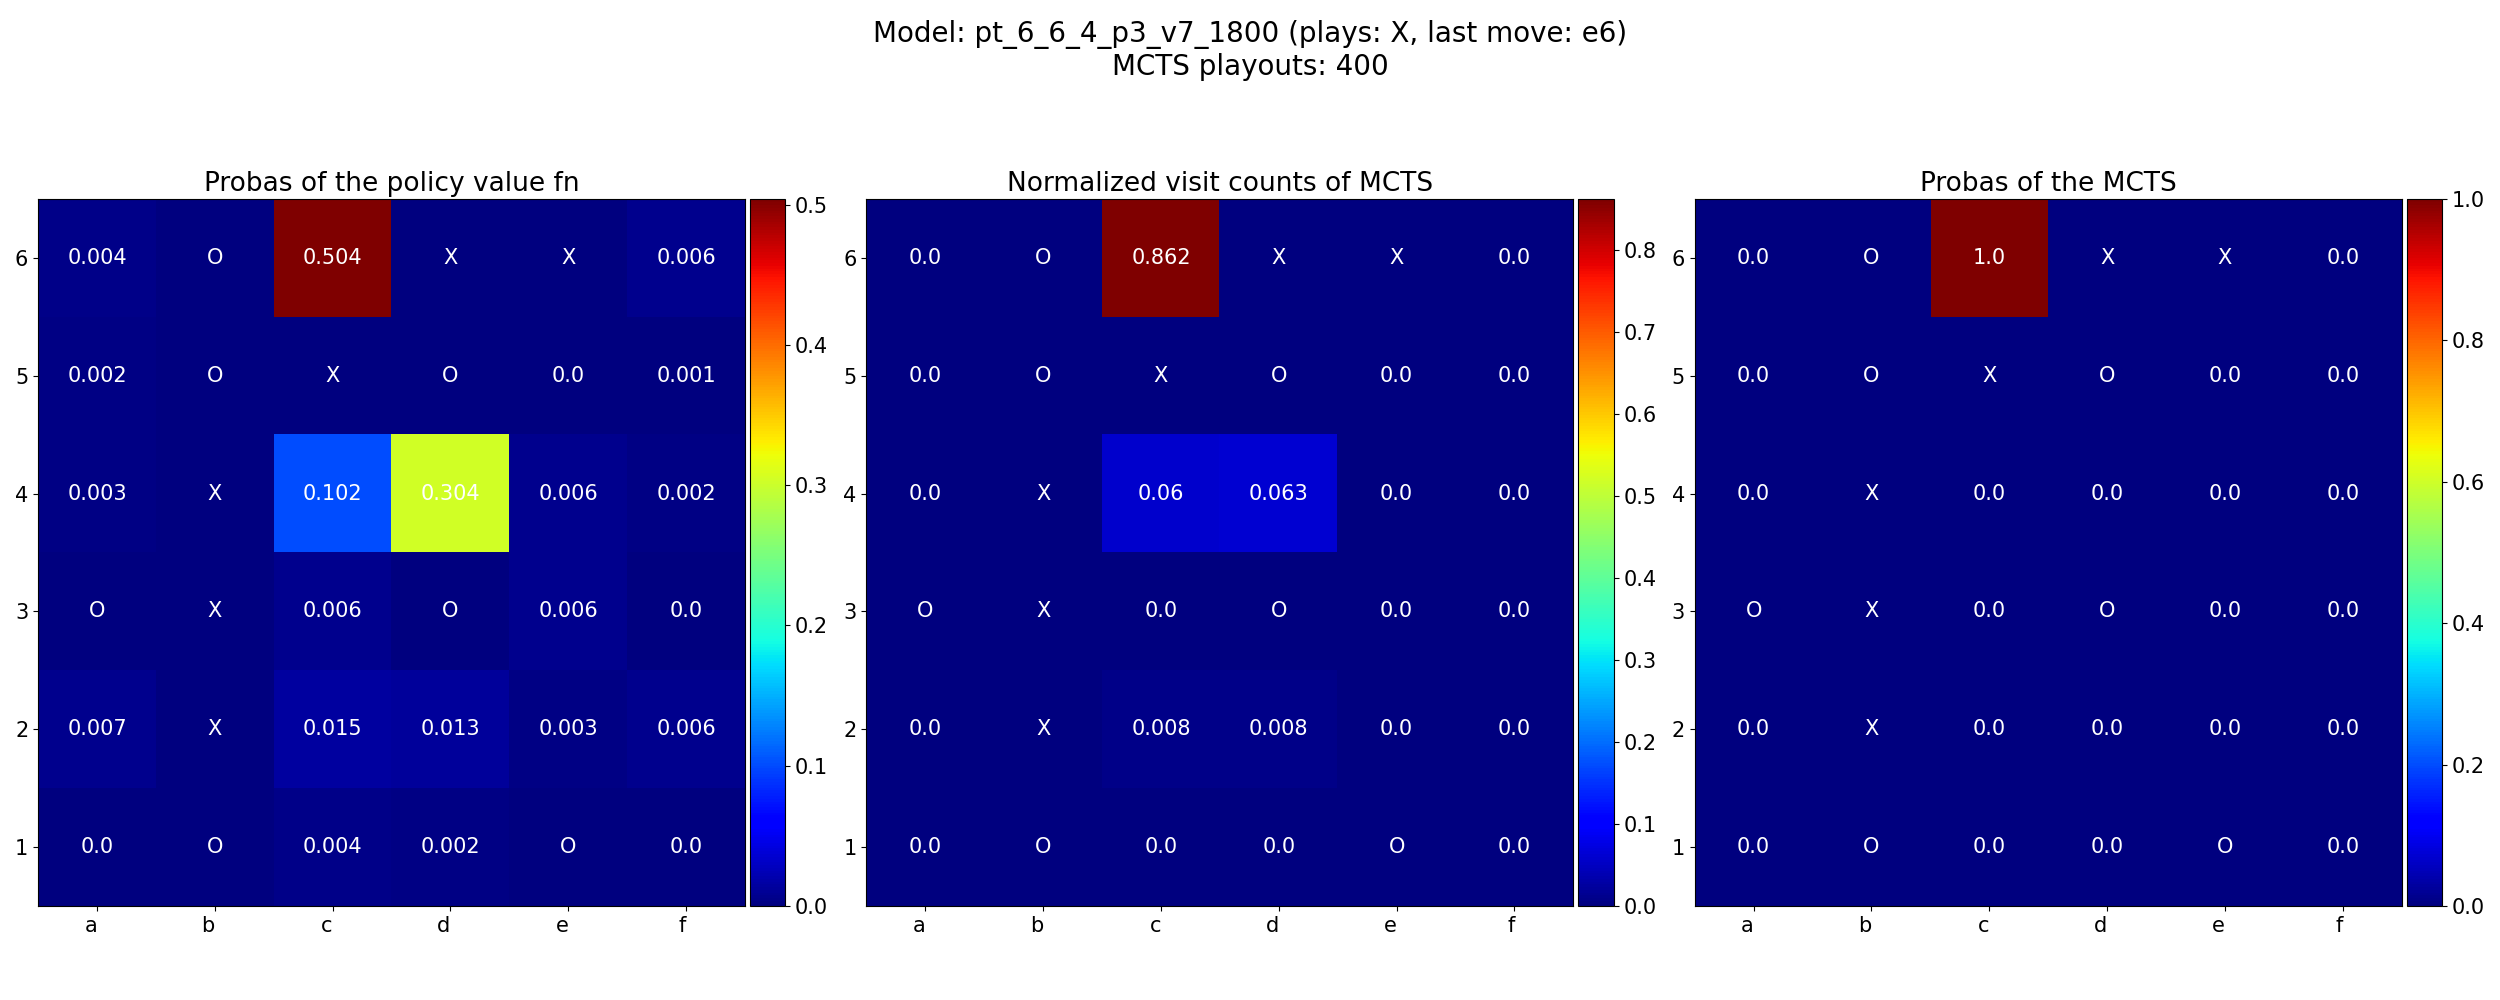 Model: pt_6_6_4_p3_v7_1800 (plays: X, last move: e6)
MCTS playouts: 400
Probas of the policy value fn
6 0.004 O 0.504 X X 0.006
5 0.002 O X O 0.0 0.001
4 0.003 X 0.102 0.304 0.006 0.002
3 O X 0.006 O 0.006 0.0
2 0.007 X 0.015 0.013 0.003 0.006
1 0.0 O 0.004 0.002 O 0.0
a b c d e f
0.5
0.4
0.3
0.2
0.1
0.0
Normalized visit counts of MCTS
6 0.0 O 0.862 X X 0.0
5 0.0 O X O 0.0 0.0
4 0.0 X 0.06 0.063 0.0 0.0
3 O X 0.0 O 0.0 0.0
2 0.0 X 0.008 0.008 0.0 0.0
1 0.0 O 0.0 0.0 O 0.0
a b c d e f
0.8
0.7
0.6
0.5
0.4
0.3
0.2
0.1
0.0
Probas of the MCTS
6 0.0 O 1.0 X X 0.0
5 0.0 O X O 0.0 0.0
4 0.0 X 0.0 0.0 0.0 0.0
3 O X 0.0 O 0.0 0.0
2 0.0 X 0.0 0.0 0.0 0.0
1 0.0 O 0.0 0.0 O 0.0
a b c d e f
1.0
0.8
0.6
0.4
0.2
0.0